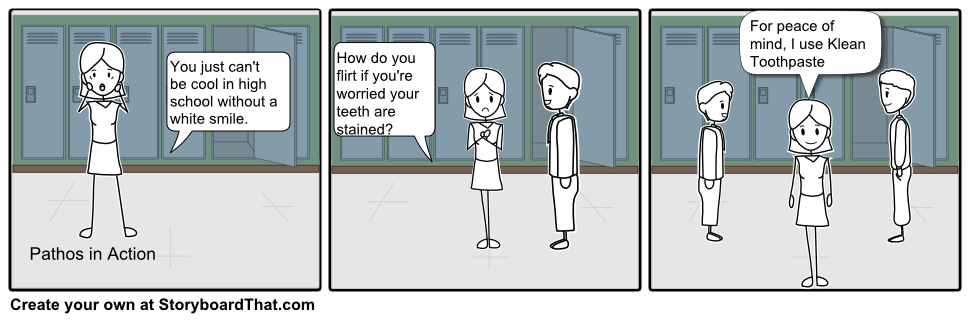 You just can't
be cool in high
school without a
white smile.
Pathos in Action
How do you
flirt if you're
worried your
teeth are
stained?
For peace of
mind, I use Klean
Toothpaste
Create your own at StoryboardThat.com